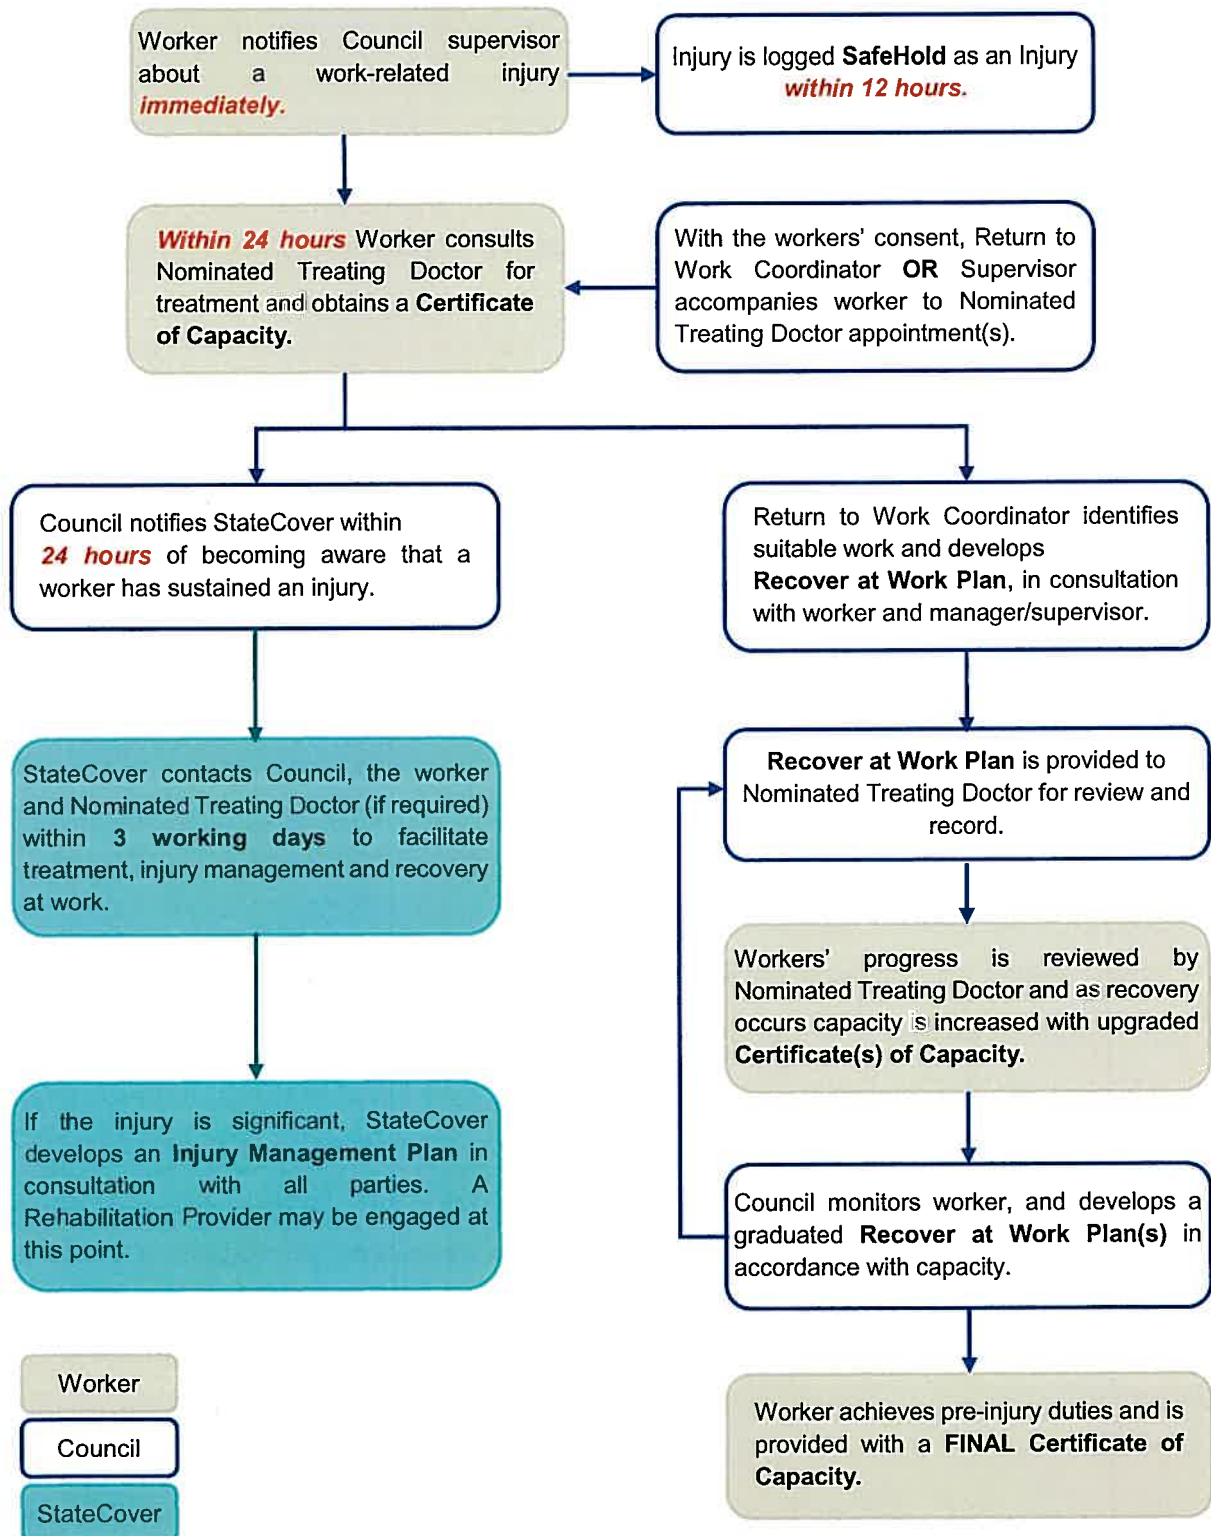 Worker notifies Council supervisor
about a work-related injury
immediately.
Injury is logged SafeHold as an Injury
within 12 hours.
Within 24 hours Worker consults
Nominated Treating Doctor for
treatment and obtains a Certificate
of Capacity.
With the workers' consent, Return to
Work Coordinator OR Supervisor
accompanies worker to Nominated
Treating Doctor appointment(s).
Council notifies StateCover within
24 hours of becoming aware that a
worker has sustained an injury.
Return to Work Coordinator identifies
suitable work and develops
Recover at Work Plan, in consultation
with worker and manager/supervisor.
StateCover contacts Council, the worker
and Nominated Treating Doctor (if required)
within 3 working days to facilitate
treatment, injury management and recovery
at work.
Recover at Work Plan is provided to
Nominated Treating Doctor for review and
record.
Workers' progress is reviewed by
Nominated Treating Doctor and as recovery
occurs capacity is increased with upgraded
Certificate(s) of Capacity.
If the injury is significant, StateCover
develops an Injury Management Plan in
consultation with all parties. A
Rehabilitation Provider may be engaged at
this point.
Council monitors worker, and develops a
graduated Recover at Work Plan(s) in
accordance with capacity.
Worker achieves pre-injury duties and is
provided with a FINAL Certificate of
Capacity.
Worker
Council
StateCover